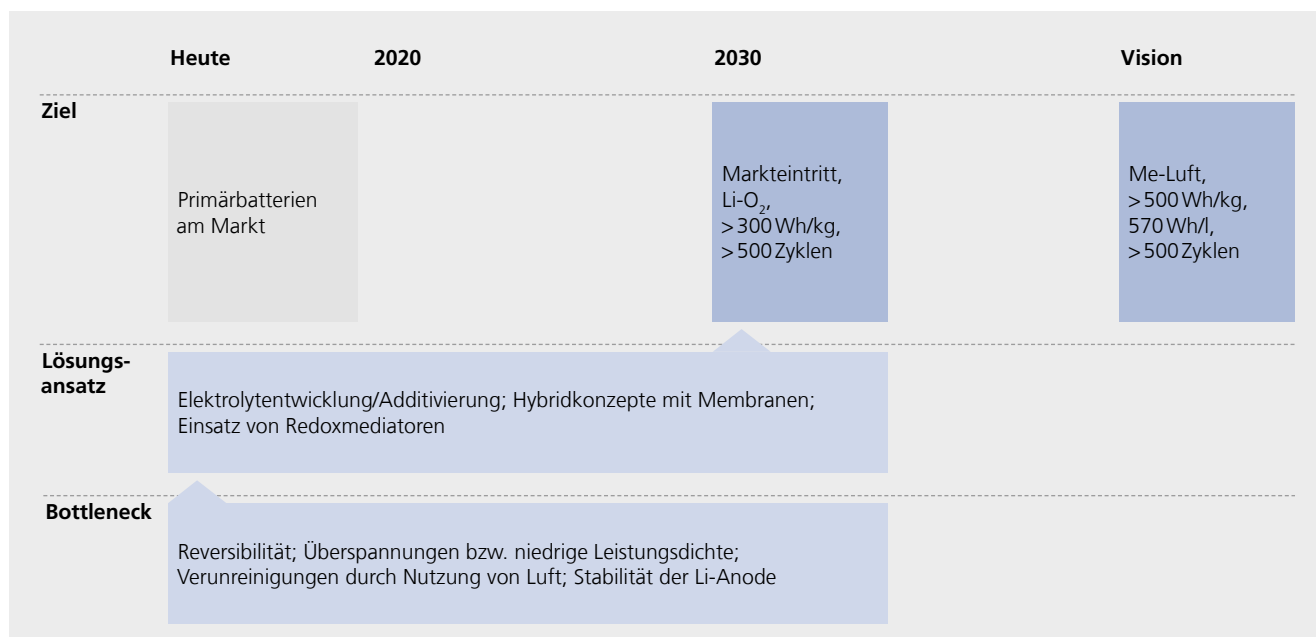 Heute 2020 2030 Vision
Ziel
Primärbatterien
am Markt
Markteintritt,
Li-O₂,
> 300 Wh/kg,
> 500 Zyklen
Me-Luft,
> 500 Wh/kg,
570 Wh/l,
> 500 Zyklen
Lösungs-
ansatz
Elektrolytentwicklung/Additivierung; Hybridkonzepte mit Membranen;
Einsatz von Redoxmediatoren
Bottleneck
Reversibilität; Überspannungen bzw. niedrige Leistungsdichte;
Verunreinigungen durch Nutzung von Luft; Stabilität der Li-Anode